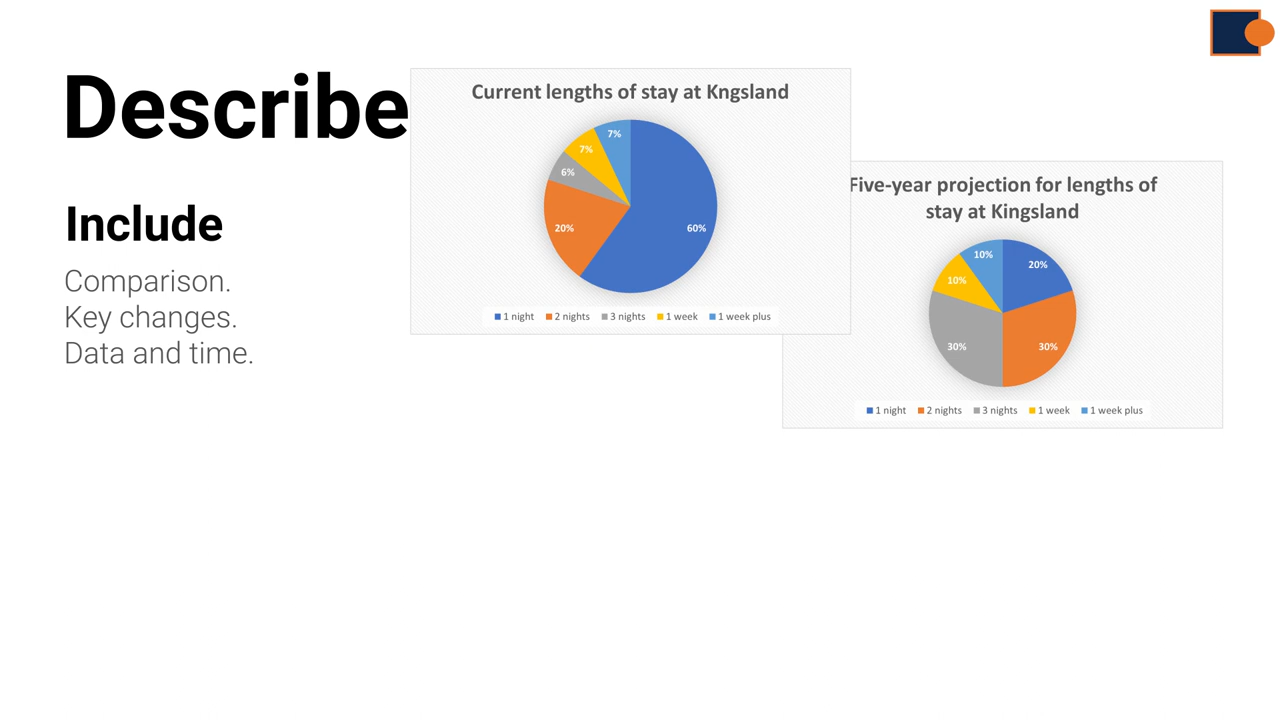 Describe
Include
Comparison.
Key changes.
Data and time.
Current lengths of stay at Kngsland
7%
7%
6%
20%
60%
1 night 2 nights 3 nights 1 week 1 week plus
Five-year projection for lengths of
stay at Kingsland
10%
20%
10%
30%
30%
1 night 2 nights 3 nights 1 week 1 week plus